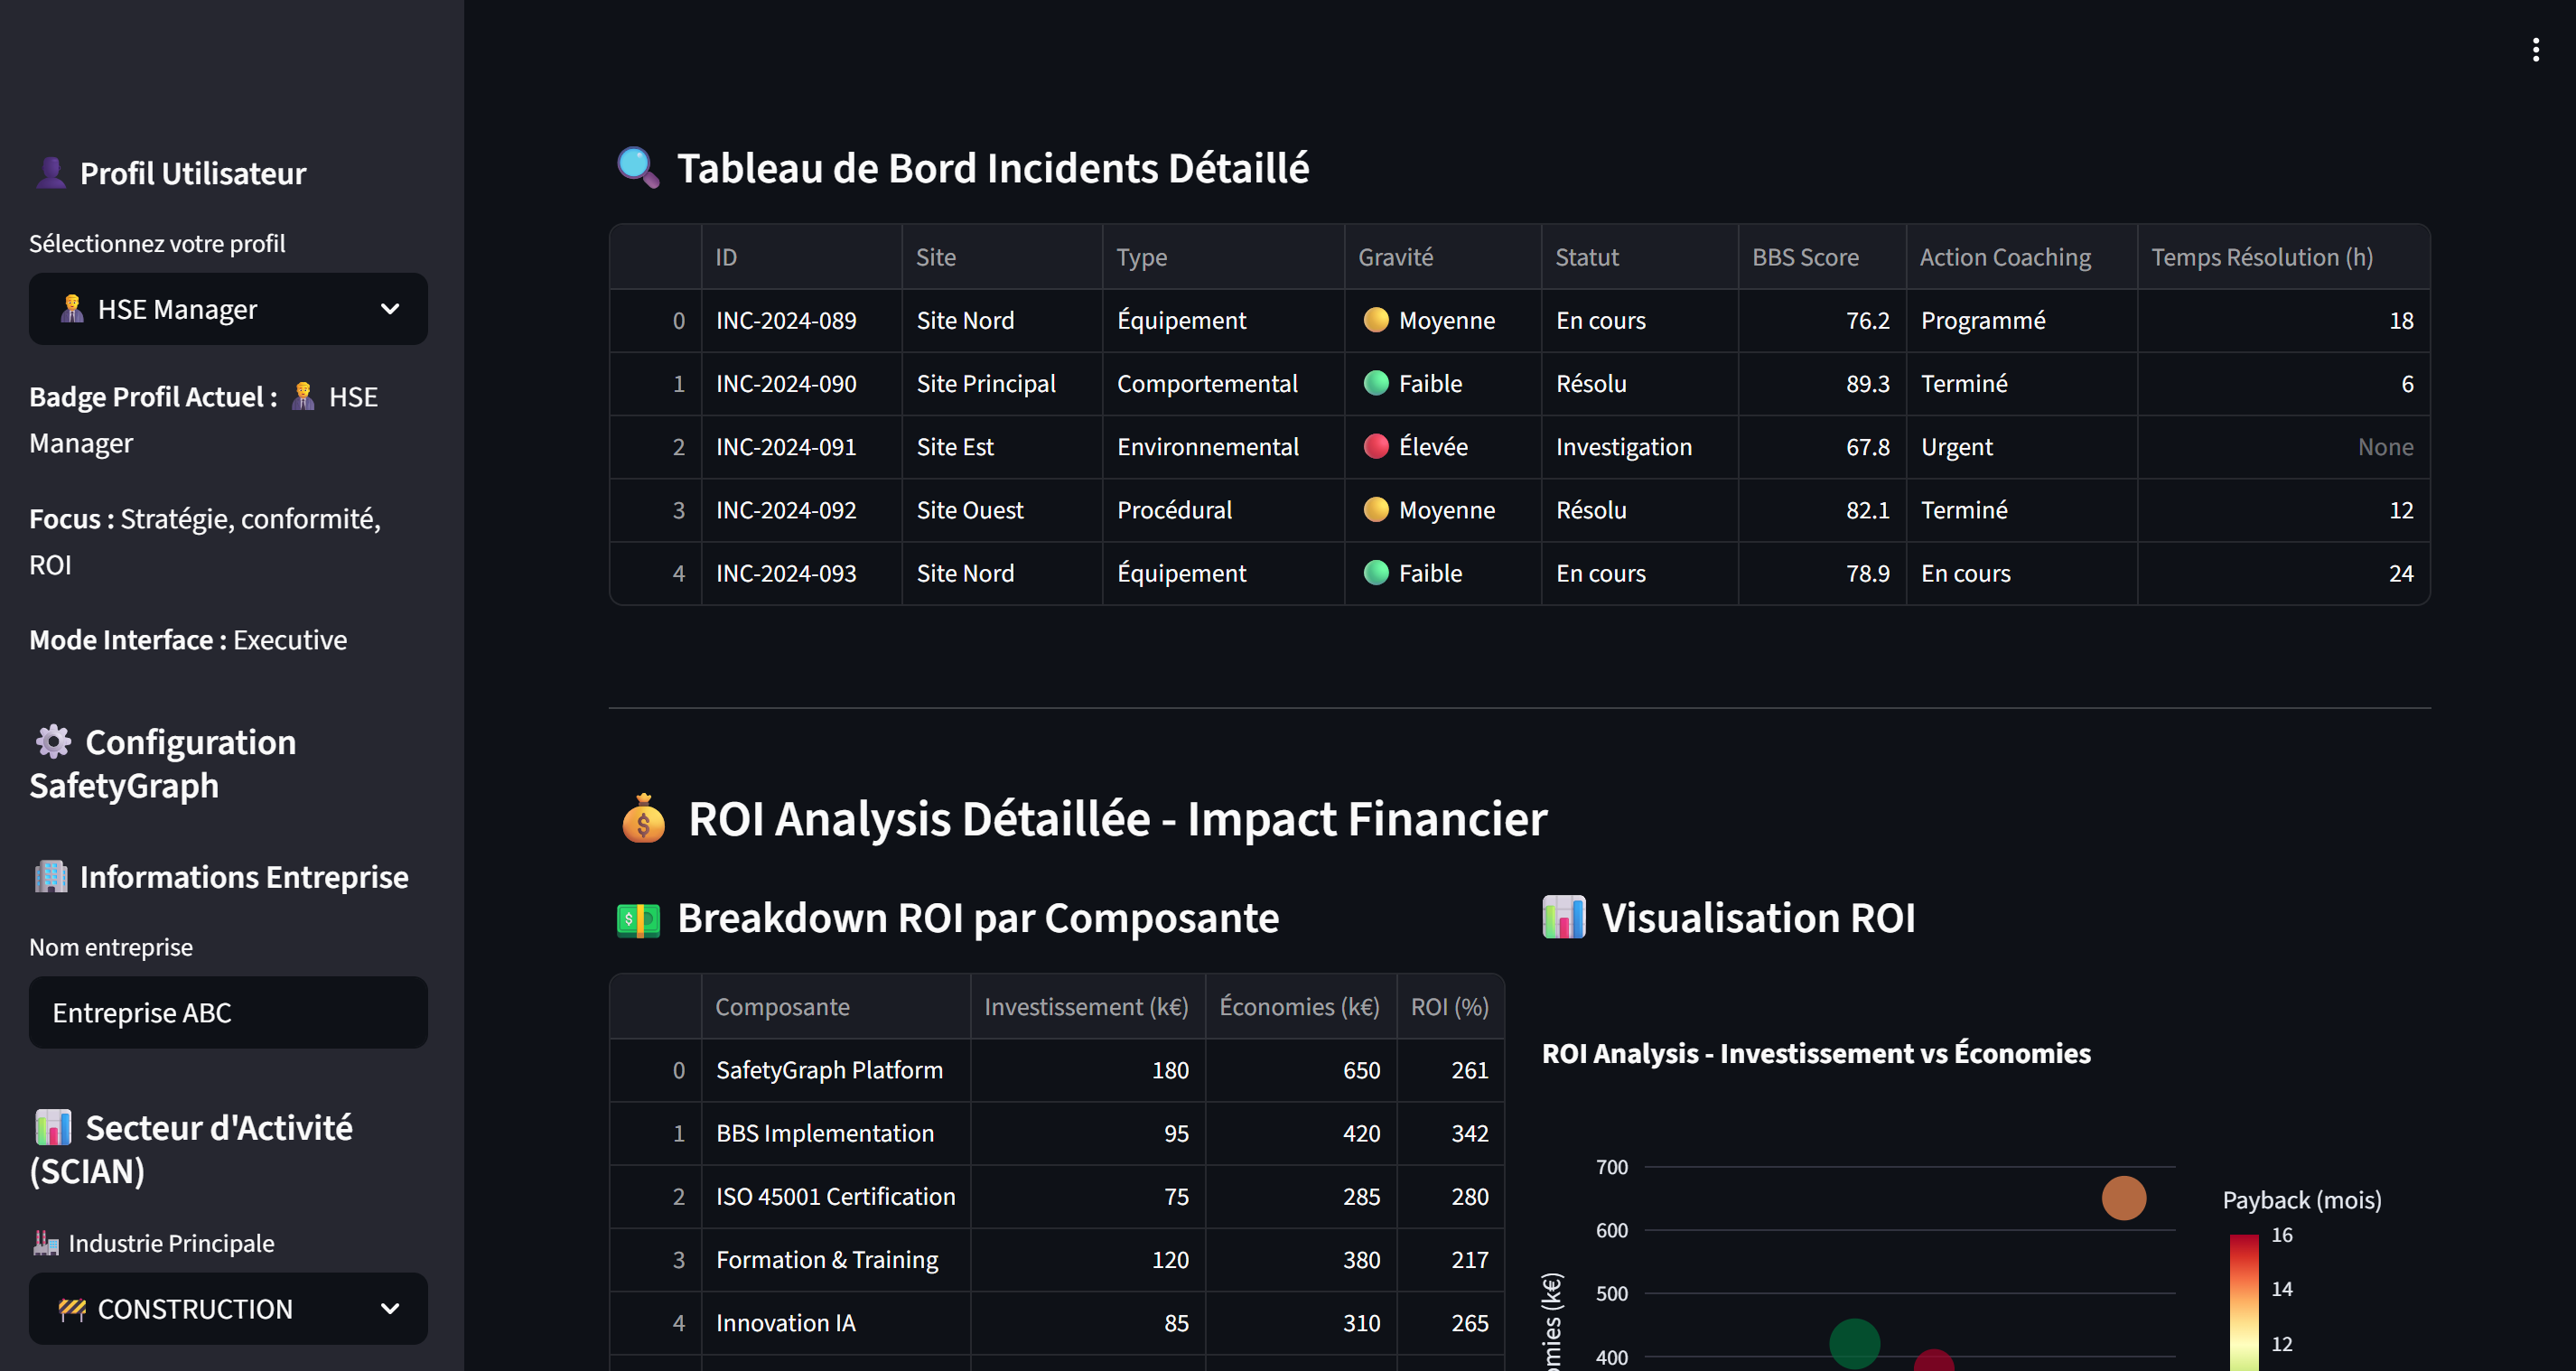 Profil Utilisateur
Sélectionnez votre profil
HSE Manager
Badge Profil Actuel : HSE
Manager
Focus : Stratégie, conformité,
ROI
Mode Interface : Executive
Configuration
SafetyGraph
Informations Entreprise
Nom entreprise
Entreprise ABC
Secteur d'Activité
(SCIAN)
Industrie Principale
CONSTRUCTION
Tableau de Bord Incidents Détaillé
ID Site Type Gravité Statut BBS Score Action Coaching Temps Résolution (h)
0 INC-2024-089 Site Nord Équipement Moyenne En cours 76.2 Programmé 18
1 INC-2024-090 Site Principal Comportemental Faible Résolu 89.3 Terminé 6
2 INC-2024-091 Site Est Environnemental Élevée Investigation 67.8 Urgent None
3 INC-2024-092 Site Ouest Procédural Moyenne Résolu 82.1 Terminé 12
4 INC-2024-093 Site Nord Équipement Faible En cours 78.9 En cours 24
ROI Analysis Détaillée - Impact Financier
Breakdown ROI par Composante
Composante Investissement (k€) Économies (k€) ROI (%)
0 SafetyGraph Platform 180 650 261
1 BBS Implementation 95 420 342
2 ISO 45001 Certification 75 285 280
3 Formation & Training 120 380 217
4 Innovation IA 85 310 265
Visualisation ROI
ROI Analysis - Investissement vs Économies
700
600
500
400
omies (k€)
Payback (mois)
16
14
12